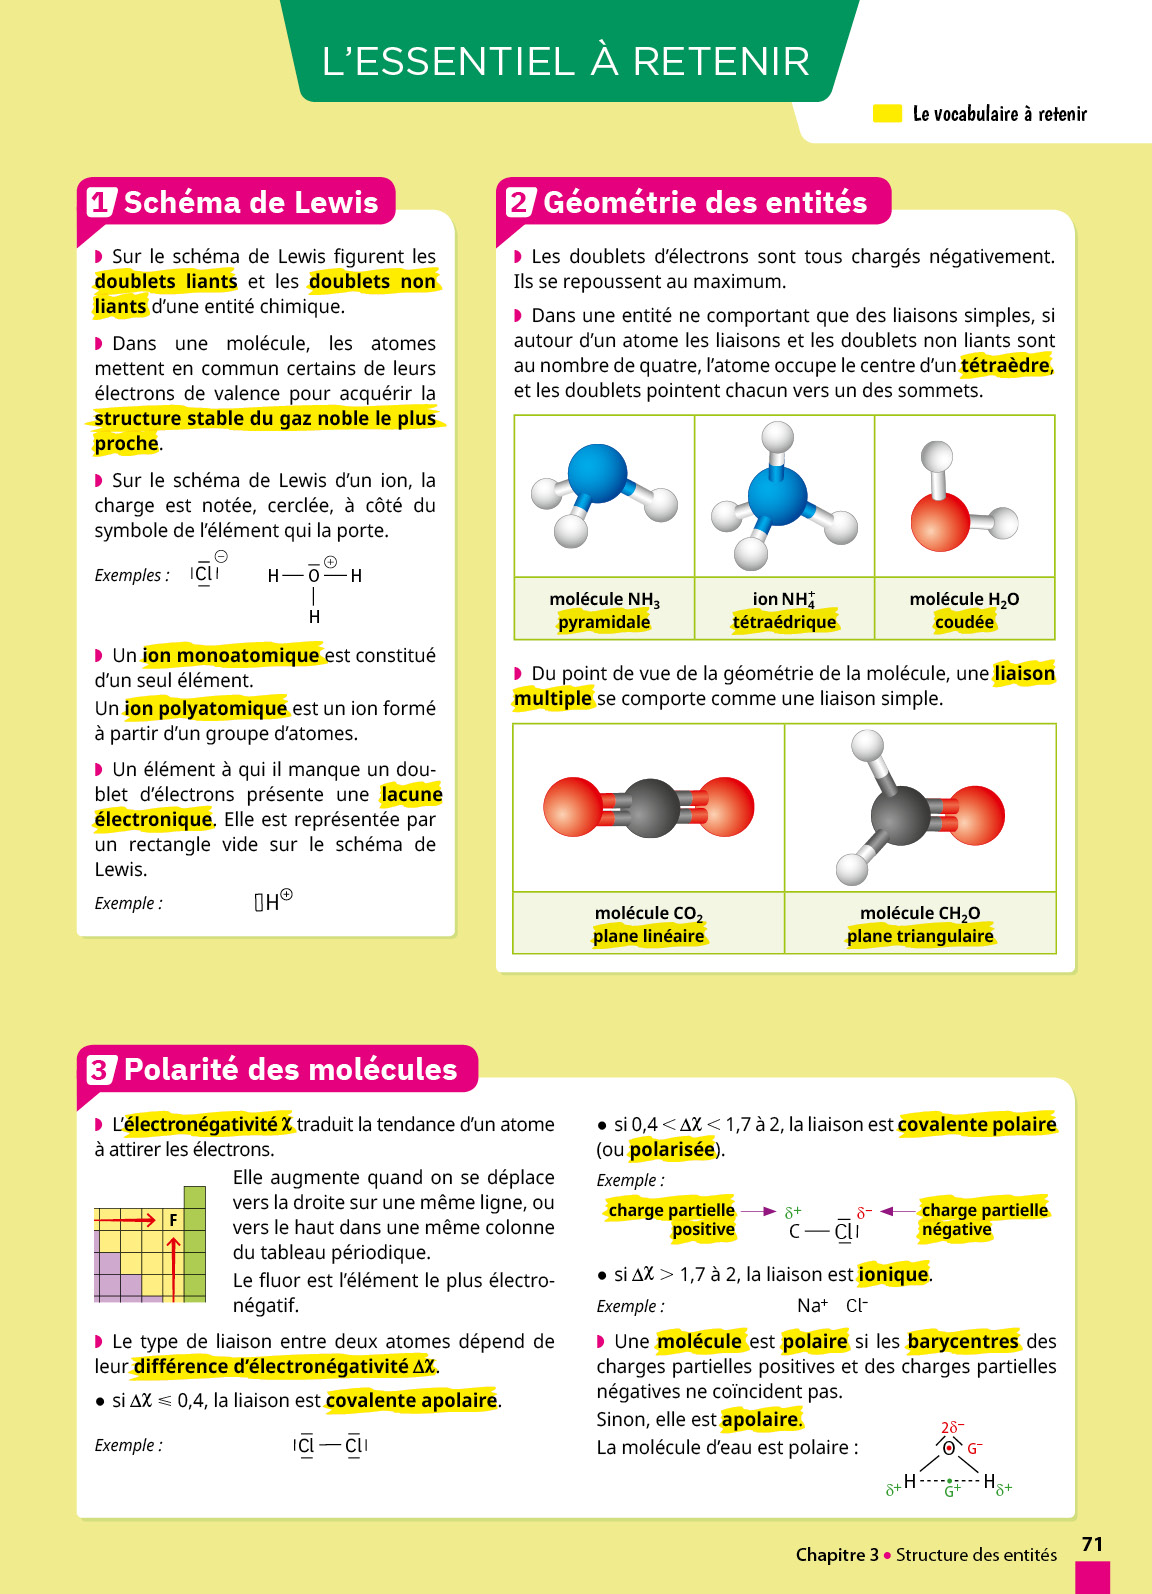 L'ESSENTIEL À RETENIR
Le vocabulaire à retenir
1 Schéma de Lewis
◗ Sur le schéma de Lewis figurent les
doublets liants et les doublets non
liants d'une entité chimique.
◗ Dans une molécule, les atomes
mettent en commun certains de leurs
électrons de valence pour acquérir la
structure stable du gaz noble le plus
proche.
◗ Sur le schéma de Lewis d'un ion, la
charge est notée, cerclée, à côté du
symbole de l'élément qui la porte.
Exemples : Cl ⊖ H — O ⊕ — H
H
◗ Un ion monoatomique est constitué
d'un seul élément.
Un ion polyatomique est un ion formé
à partir d'un groupe d'atomes.
◗ Un élément à qui il manque un dou-
blet d'électrons présente une lacune
électronique. Elle est représentée par
un rectangle vide sur le schéma de
Lewis.
Exemple : ▯H⊕
2 Géométrie des entités
◗ Les doublets d'électrons sont tous chargés négativement.
Ils se repoussent au maximum.
◗ Dans une entité ne comportant que des liaisons simples, si
autour d'un atome les liaisons et les doublets non liants sont
au nombre de quatre, l'atome occupe le centre d'un tétraèdre,
et les doublets pointent chacun vers un des sommets.
molécule NH₃
pyramidale
ion NH₄⁺
tétraédrique
molécule H₂O
coudée
◗ Du point de vue de la géométrie de la molécule, une liaison
multiple se comporte comme une liaison simple.
molécule CO₂
plane linéaire
molécule CH₂O
plane triangulaire
3 Polarité des molécules
◗ L'électronégativité χ traduit la tendance d'un atome
à attirer les électrons.
Elle augmente quand on se déplace
vers la droite sur une même ligne, ou
vers le haut dans une même colonne
du tableau périodique.
Le fluor est l'élément le plus électro-
négatif.
F
◗ Le type de liaison entre deux atomes dépend de
leur différence d'électronégativité Δχ.
● si Δχ ⩽ 0,4, la liaison est covalente apolaire.
Exemple : Cl — Cl
● si 0,4 < Δχ < 1,7 à 2, la liaison est covalente polaire
(ou polarisée).
Exemple :
charge partielle
positive
δ⁺ δ⁻
C — Cl
charge partielle
négative
● si Δχ > 1,7 à 2, la liaison est ionique.
Exemple : Na⁺ Cl⁻
◗ Une molécule est polaire si les barycentres des
charges partielles positives et des charges partielles
négatives ne coïncident pas.
Sinon, elle est apolaire.
La molécule d'eau est polaire :
2δ⁻
O G⁻
δ⁺ H H δ⁺
G⁺
Chapitre 3 • Structure des entités
71